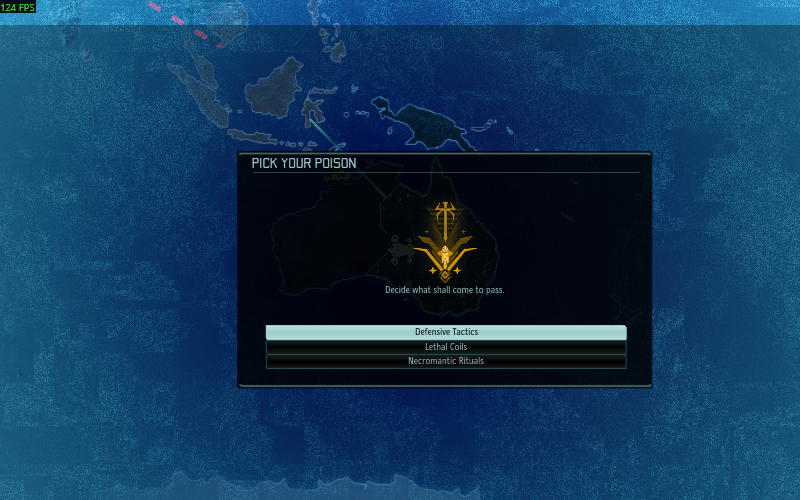 124 FPS
PICK YOUR POISON
Decide what shall come to pass.
Defensive Tactics
Lethal Coils
Necromantic Rituals